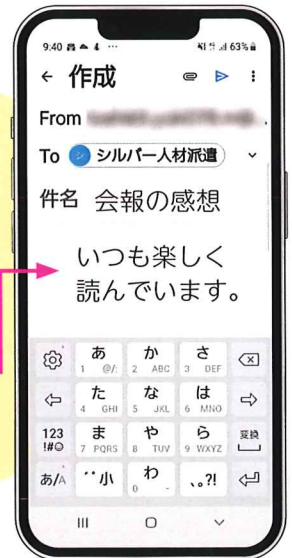 9:40 63%
作成
From
To シルバー人材派遣
件名 会報の感想
いつも楽しく
読んでいます。
あ 1 @/: か 2 ABC さ 3 DEF
た 4 GHI な 5 JKL は 6 MNO
123 !#☺ ま 7 PQRS や 8 TUV ら 9 WXYZ 変換
あ/A 小 わ 0 - 、。?!